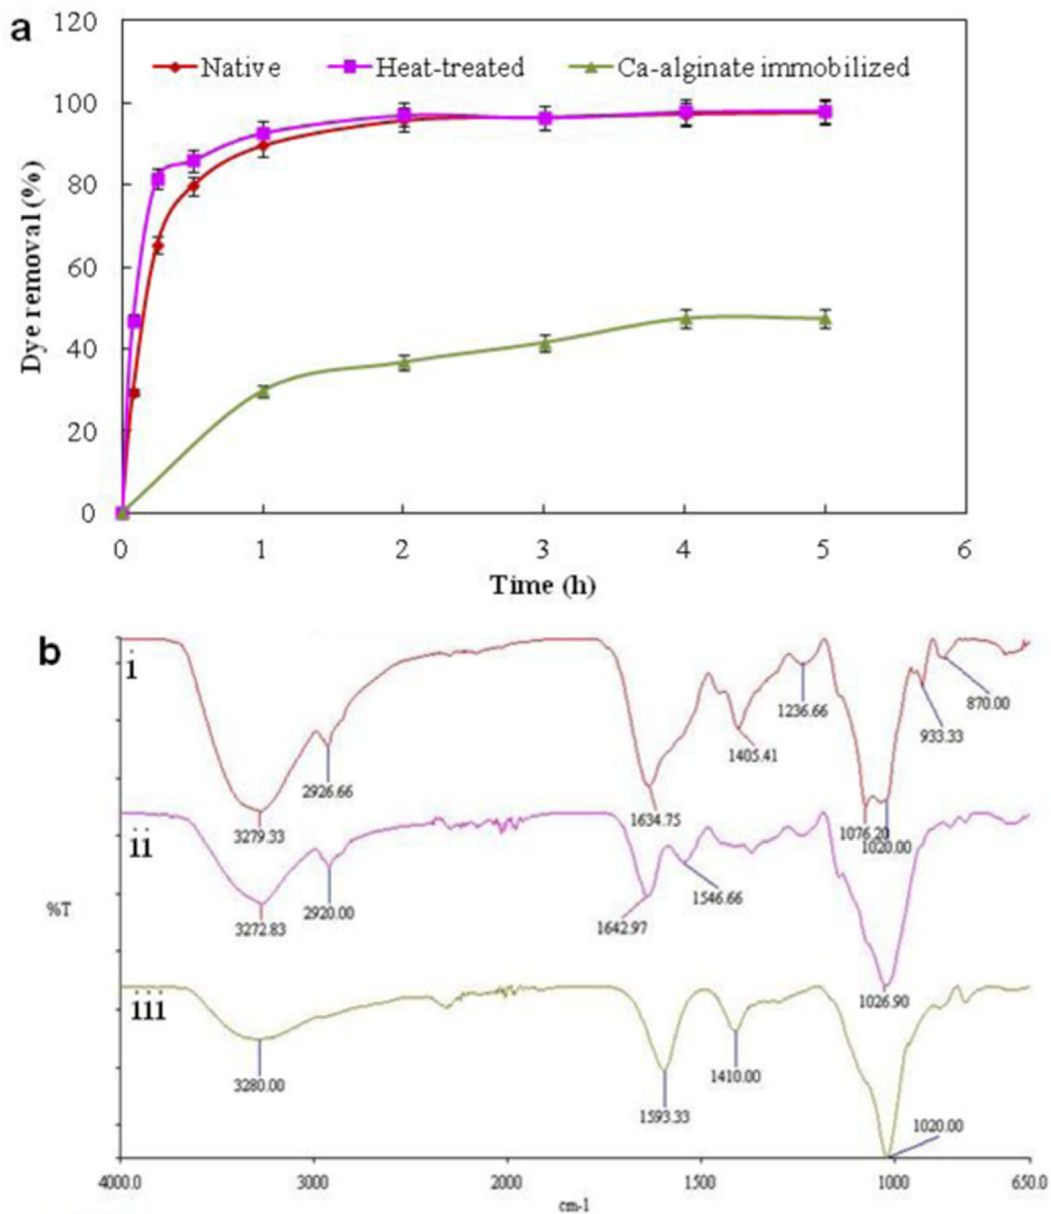 a
120
Native Heat-treated Ca-alginate immobilized
100
80
60
40
20
0
Dye removal (%)
0 1 2 3 4 5 6
Time (h)
b
i
3279.33 2926.66 1634.75 1405.41 1236.66 1076.20 1020.00 933.33 870.00
ii
3272.83 2920.00 1642.97 1546.66 1026.90
%T
iii
3280.00 1593.33 1410.00 1020.00
4000.0 3000 2000 1500 1000 650.0
cm-1